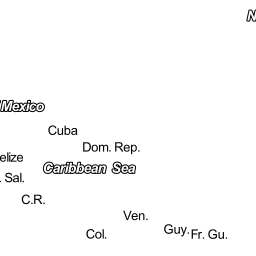 N
Mexico
Cuba
Dom. Rep.
elize
Caribbean Sea
. Sal.
C.R.
Ven.
Col.
Guy.
Fr. Gu.